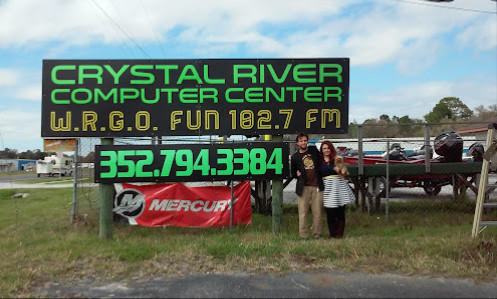 CRYSTAL RIVER
COMPUTER CENTER
W.R.G.O. FUN 102.7 FM
352.794.3384
MERCURY